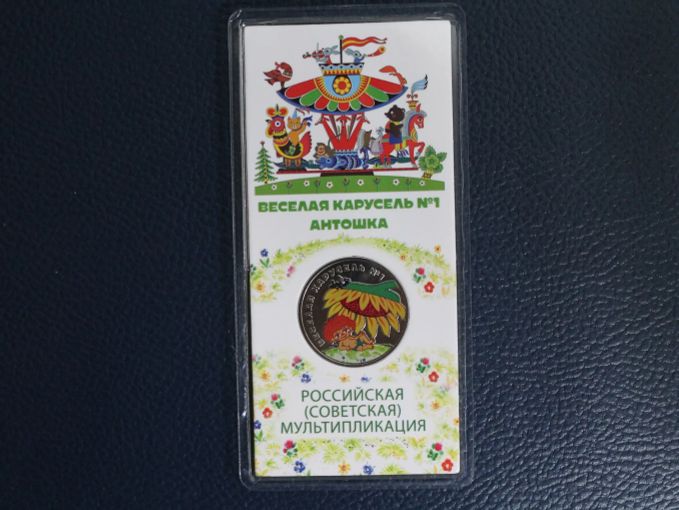 ВЕСЕЛАЯ КАРУСЕЛЬ №1
АНТОШКА
ВЕСЕЛАЯ КАРУСЕЛЬ №1
РОССИЙСКАЯ
(СОВЕТСКАЯ)
МУЛЬТИПЛИКАЦИЯ